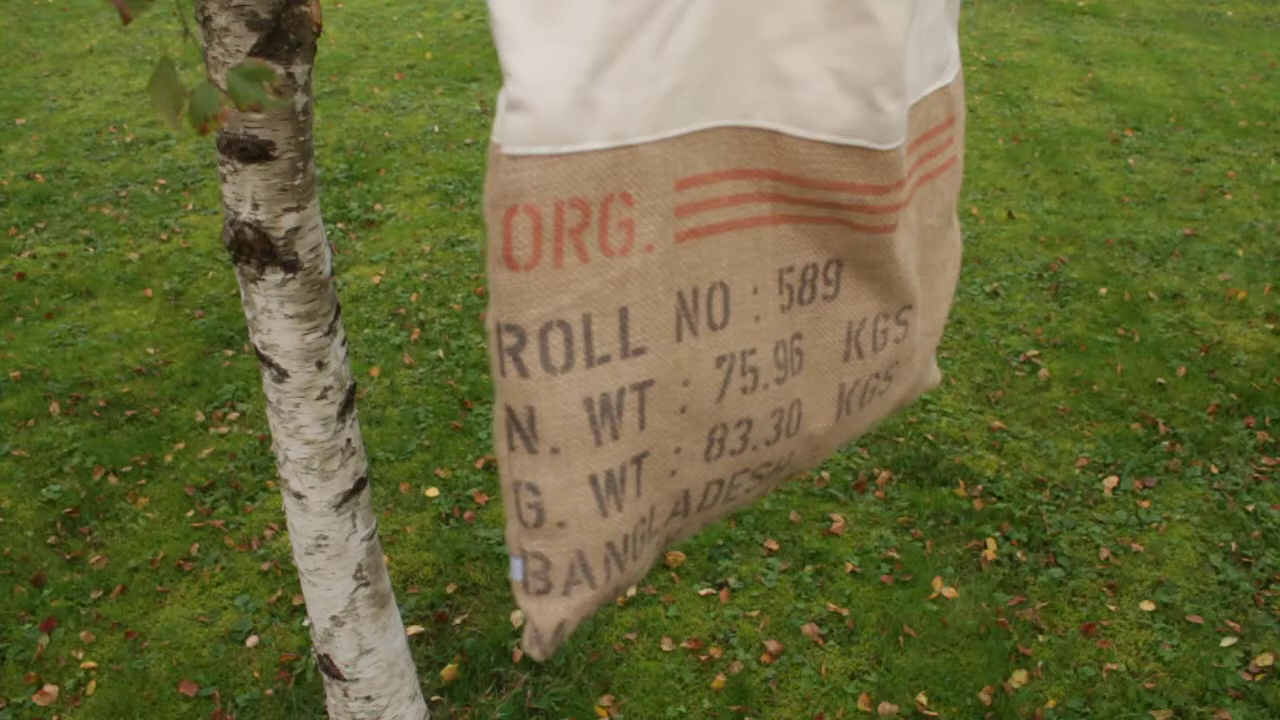 ORG.
ROLL NO : 589
N. WT : 75.96 KGS
G. WT : 83.30 KGS
BANGLADESH